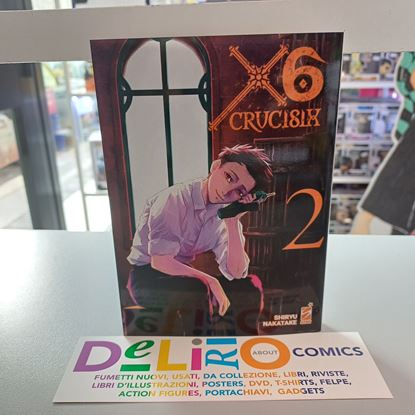 X6
CRUCI8IX
2
SHIRYU
NAKATAKE
DeLiRiO ABOUT COMICS
FUMETTI NUOVI, USATI, DA COLLEZIONE, LIBRI, RIVISTE,
LIBRI D'ILLUSTRAZIONI, POSTERS, DVD, T-SHIRTS, FELPE,
ACTION FIGURES, PORTACHIAVI, GADGETS